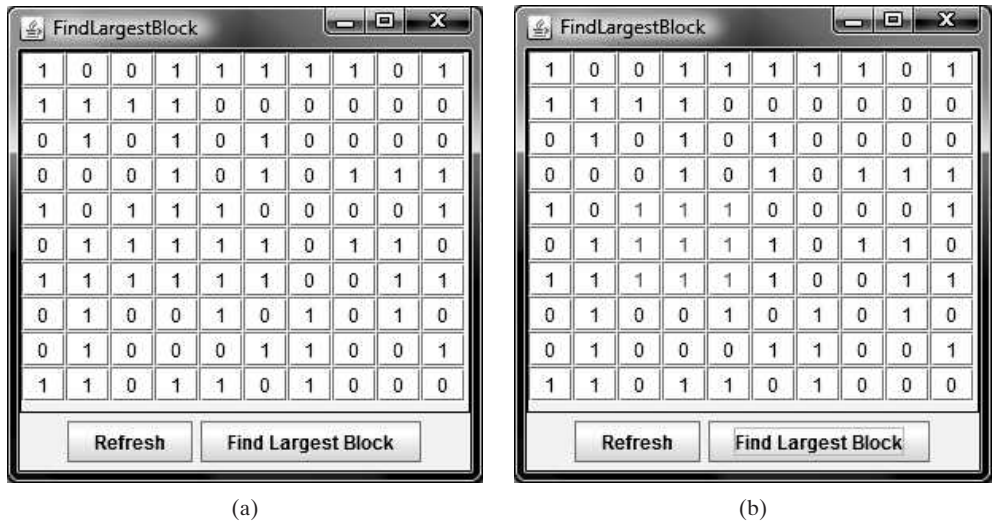 FindLargestBlock
1 0 0 1 1 1 1 1 0 1
1 1 1 1 0 0 0 0 0 0
0 1 0 1 0 1 0 0 0 0
0 0 0 1 0 1 0 1 1 1
1 0 1 1 1 0 0 0 0 1
0 1 1 1 1 1 0 1 1 0
1 1 1 1 1 1 0 0 1 1
0 1 0 0 1 0 1 0 1 0
0 1 0 0 0 1 1 0 0 1
1 1 0 1 1 0 1 0 0 0
Refresh Find Largest Block
(a)
FindLargestBlock
1 0 0 1 1 1 1 1 0 1
1 1 1 1 0 0 0 0 0 0
0 1 0 1 0 1 0 0 0 0
0 0 0 1 0 1 0 1 1 1
1 0 1 1 1 0 0 0 0 1
0 1 1 1 1 1 0 1 1 0
1 1 1 1 1 1 0 0 1 1
0 1 0 0 1 0 1 0 1 0
0 1 0 0 0 1 1 0 0 1
1 1 0 1 1 0 1 0 0 0
Refresh Find Largest Block
(b)